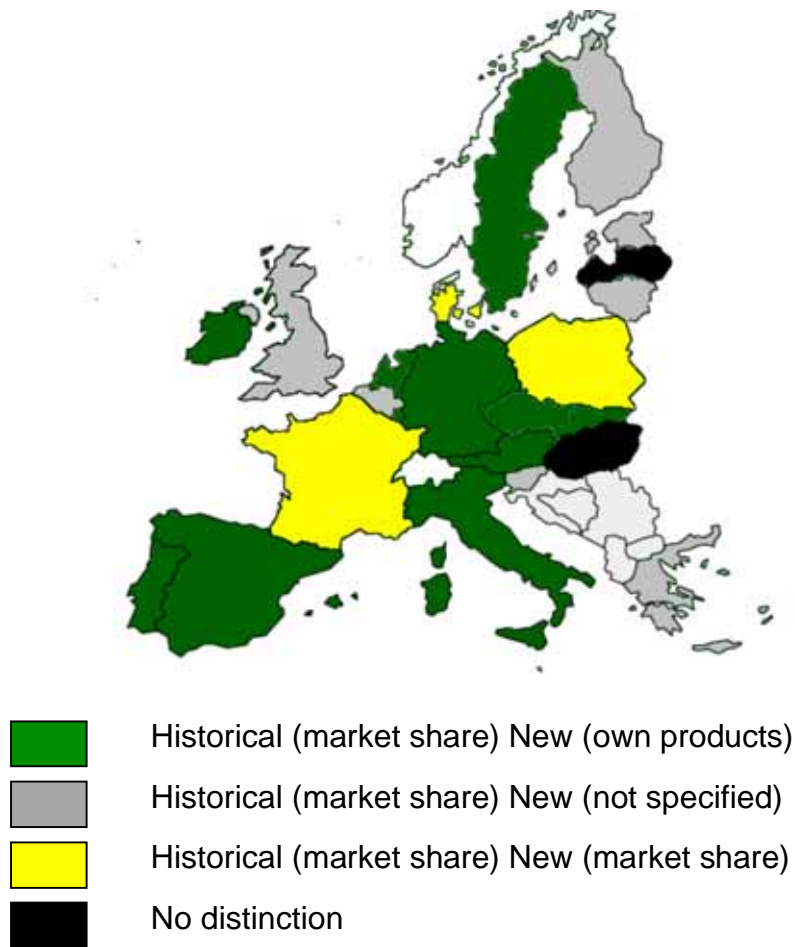 Historical (market share) New (own products)
Historical (market share) New (not specified)
Historical (market share) New (market share)
No distinction